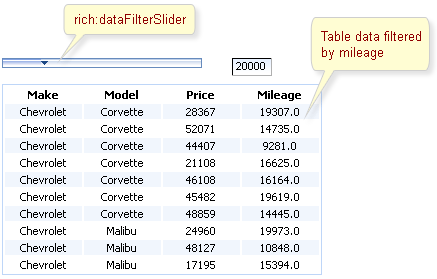 rich:dataFilterSlider
20000
Table data filtered
by mileage
Make Model Price Mileage
Chevrolet Corvette 28367 19307.0
Chevrolet Corvette 52071 14735.0
Chevrolet Corvette 44407 9281.0
Chevrolet Corvette 21108 16625.0
Chevrolet Corvette 46108 16164.0
Chevrolet Corvette 45482 19619.0
Chevrolet Corvette 48859 14445.0
Chevrolet Malibu 24960 19973.0
Chevrolet Malibu 48127 10848.0
Chevrolet Malibu 17195 15394.0